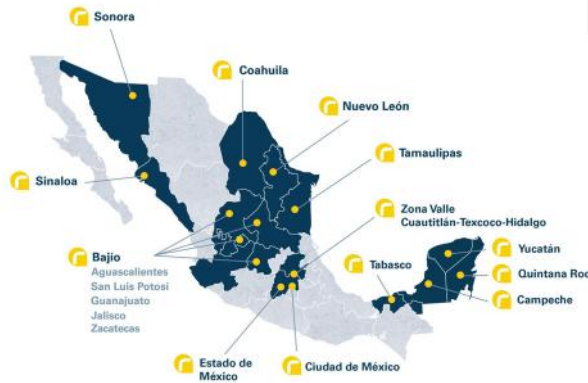 Sonora
Coahuila
Nuevo León
Tamaulipas
Sinaloa
Zona Valle
Cuautitlán-Texcoco-Hidalgo
Yucatán
Quintana Roo
Campeche
Tabasco
Bajío
Aguascalientes
San Luis Potosí
Guanajuato
Jalisco
Zacatecas
Estado de
México
Ciudad de México